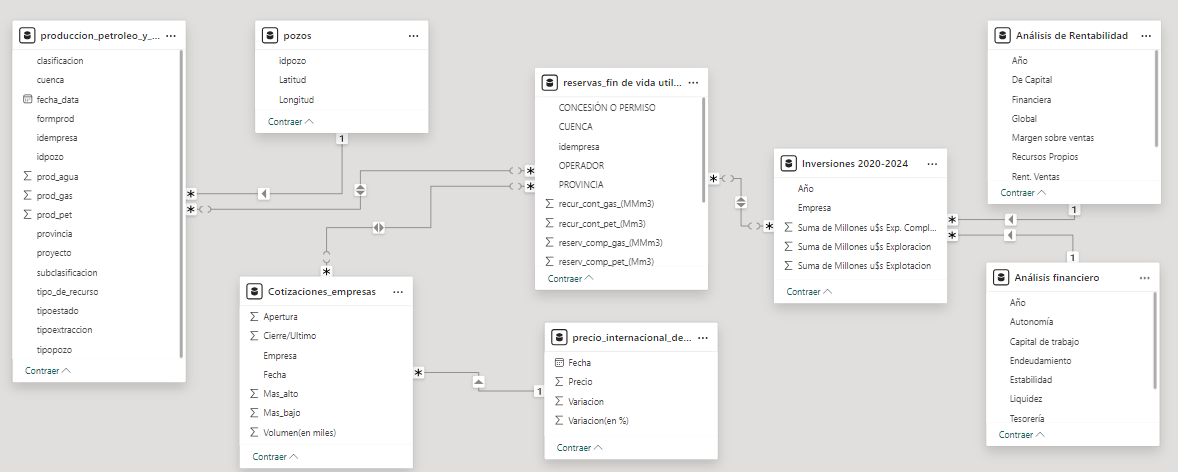 produccion_petroleo_y_...
clasificacion
cuenca
fecha_data
formprod
idempresa
idpozo
prod_agua
prod_gas
prod_pet
provincia
proyecto
subclasificacion
tipo_de_recurso
tipoestado
tipoextraccion
tipopozo
Contraer
pozos
idpozo
Latitud
Longitud
Contraer
reservas_fin de vida util...
CONCESIÓN O PERMISO
CUENCA
idempresa
OPERADOR
PROVINCIA
recur_cont_gas_(MMm3)
recur_cont_pet_(Mm3)
reserv_comp_gas_(MMm3)
reserv_comp_pet_(Mm3)
Contraer
Inversiones 2020-2024
Año
Empresa
Suma de Millones u$s Exp. Compl...
Suma de Millones u$s Exploracion
Suma de Millones u$s Explotacion
Contraer
Análisis de Rentabilidad
Año
De Capital
Financiera
Global
Margen sobre ventas
Recursos Propios
Rent. Ventas
Contraer
Análisis financiero
Año
Autonomía
Capital de trabajo
Endeudamiento
Estabilidad
Liquidez
Tesorería
Contraer
Cotizaciones_empresas
Apertura
Cierre/Ultimo
Empresa
Fecha
Mas_alto
Mas_bajo
Volumen(en miles)
Contraer
precio_internacional_de...
Fecha
Precio
Variacion
Variacion(en %)
Contraer
1
*
*
*
*
*
*
*
1
*
*
1
*
1